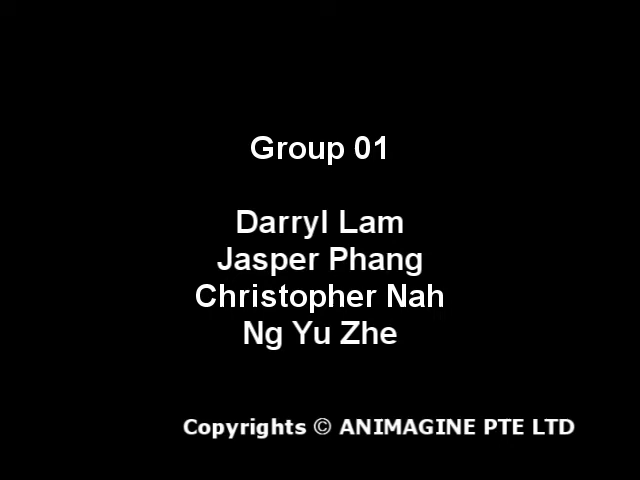 Group 01
Darryl Lam
Jasper Phang
Christopher Nah
Ng Yu Zhe
Copyrights © ANIMAGINE PTE LTD